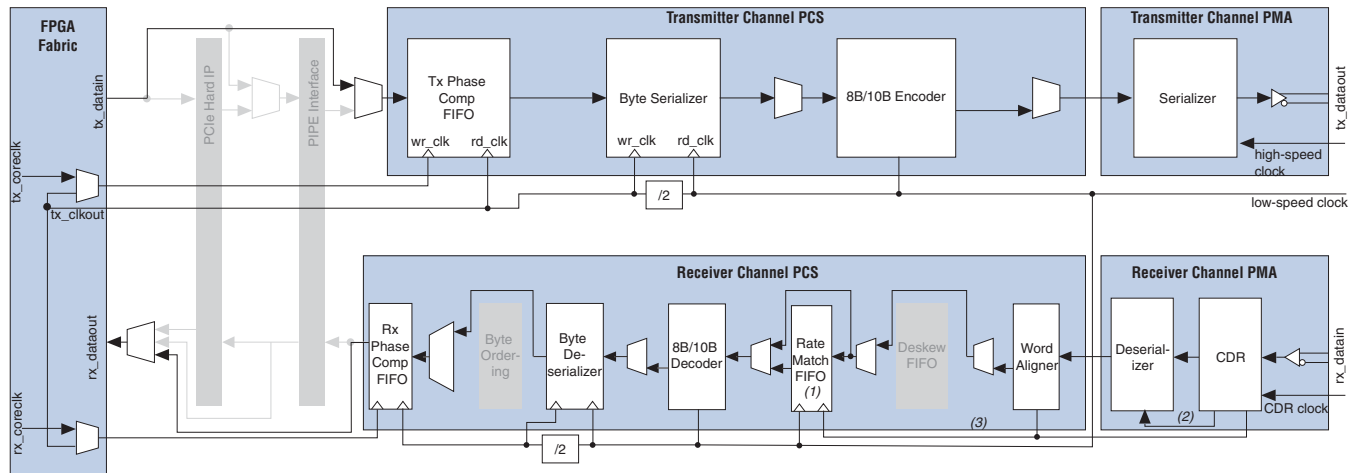 FPGA
Fabric
Transmitter Channel PCS
Transmitter Channel PMA
tx_datain
PCIe Hard IP
PIPE Interface
Tx Phase
Comp
FIFO
wr_clk
rd_clk
Byte Serializer
wr_clk
rd_clk
8B/10B Encoder
Serializer
tx_dataout
high-speed
clock
tx_coreclk
tx_clkout
/2
low-speed clock
Receiver Channel PCS
Receiver Channel PMA
rx_dataout
Rx
Phase
Comp
FIFO
Byte
Order-
ing
Byte
De-
serializer
8B/10B
Decoder
Rate
Match
FIFO
(1)
Deskew
FIFO
Word
Aligner
Deserial-
izer
CDR
rx_datain
CDR clock
(2)
(3)
rx_coreclk
/2